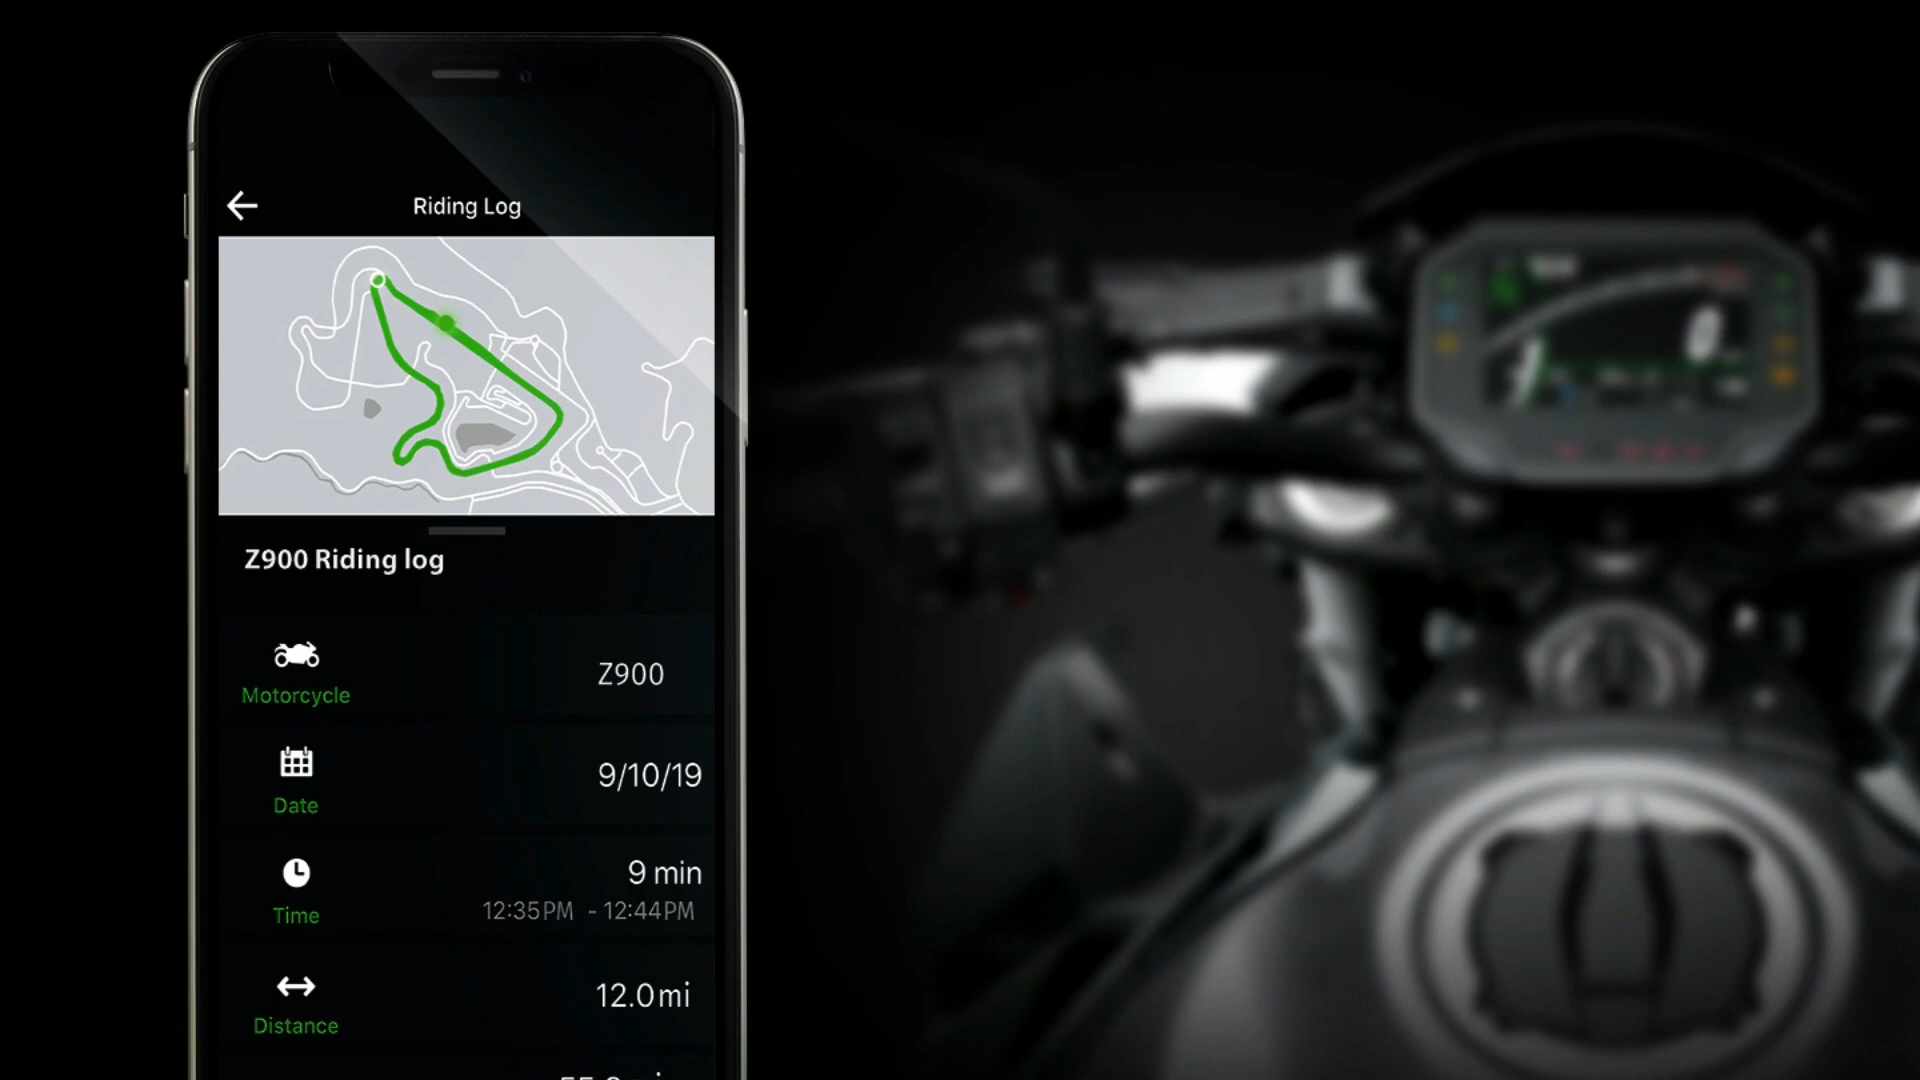 Riding Log
Z900 Riding log
Motorcycle
Z900
Date
9/10/19
Time
9 min
12:35PM - 12:44PM
Distance
12.0mi